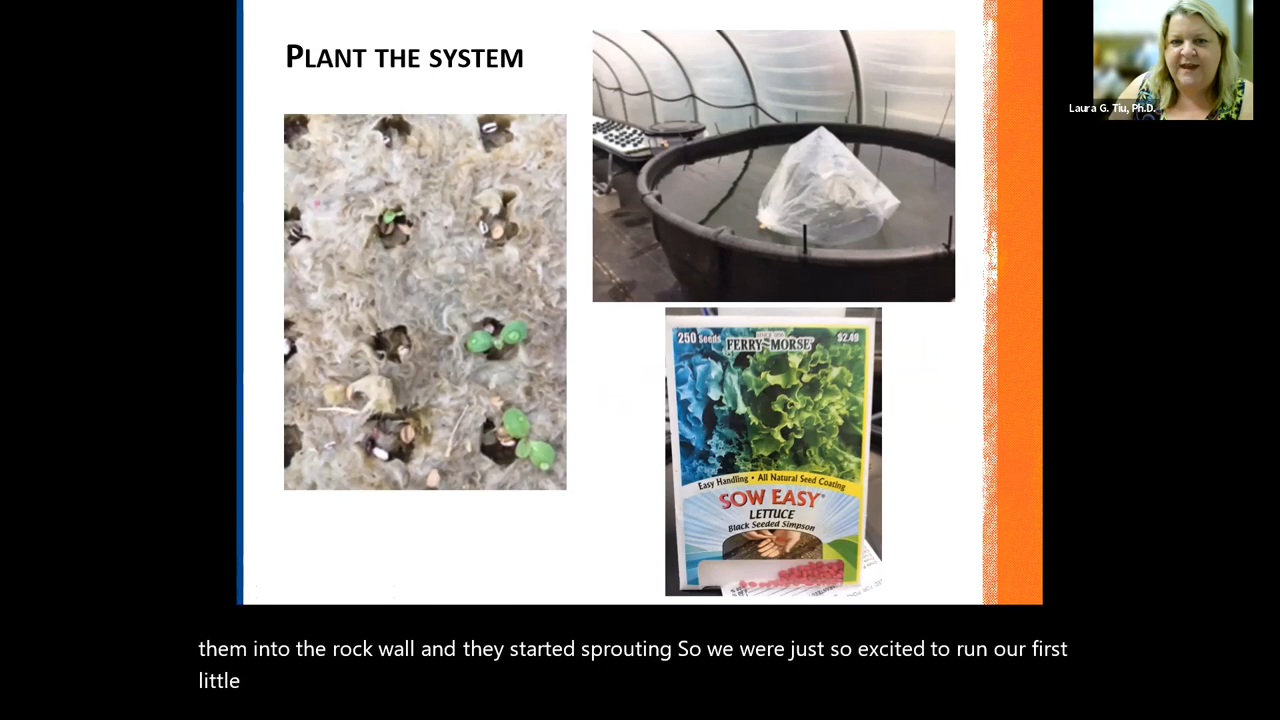 PLANT THE SYSTEM
Laura G. Tiu, Ph.D.
250 Seeds
SINCE 1856
FERRY-MORSE
$2.49
Easy Handling • All Natural Seed Coating
SOW EASY®
LETTUCE
Black Seeded Simpson
them into the rock wall and they started sprouting So we were just so excited to run our first
little